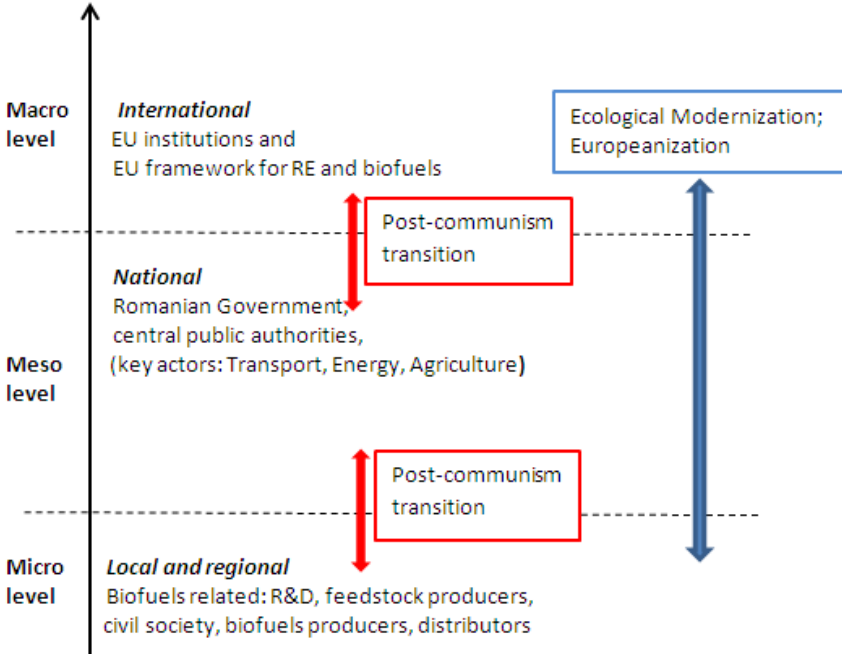 Macro
level
International
EU institutions and
EU framework for RE and biofuels
Ecological Modernization;
Europeanization
Post-communism
transition
National
Romanian Government,
central public authorities,
(key actors: Transport, Energy, Agriculture)
Meso
level
Post-communism
transition
Micro
level
Local and regional
Biofuels related: R&D, feedstock producers,
civil society, biofuels producers, distributors